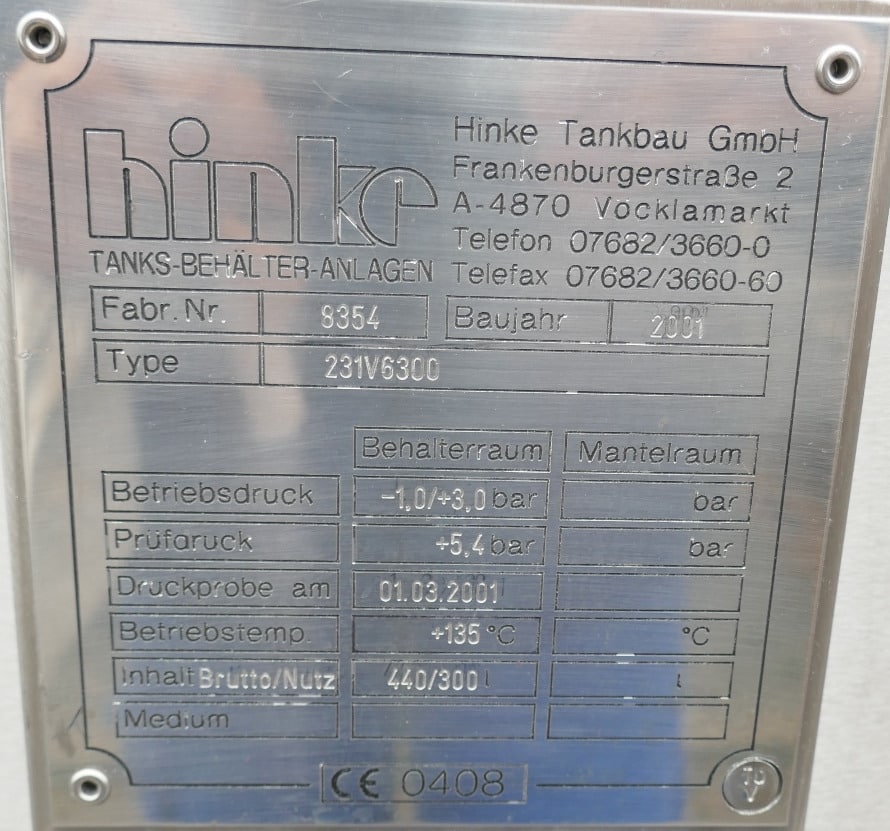 hinke
TANKS-BEHÄLTER-ANLAGEN
Hinke Tankbau GmbH
Frankenburgerstraße 2
A-4870 Vöcklamarkt
Telefon 07682/3660-0
Telefax 07682/3660-60
Fabr. Nr. 8354 Baujahr 2001
Type 231V6300
Behälterraum Mantelraum
Betriebsdruck -1,0/+3,0 bar bar
Prüfdruck +5,4 bar bar
Druckprobe am 01.03.2001
Betriebstemp. +135 °C °C
Inhalt Brutto/Nutz 440/300 l l
Medium
CE 0408